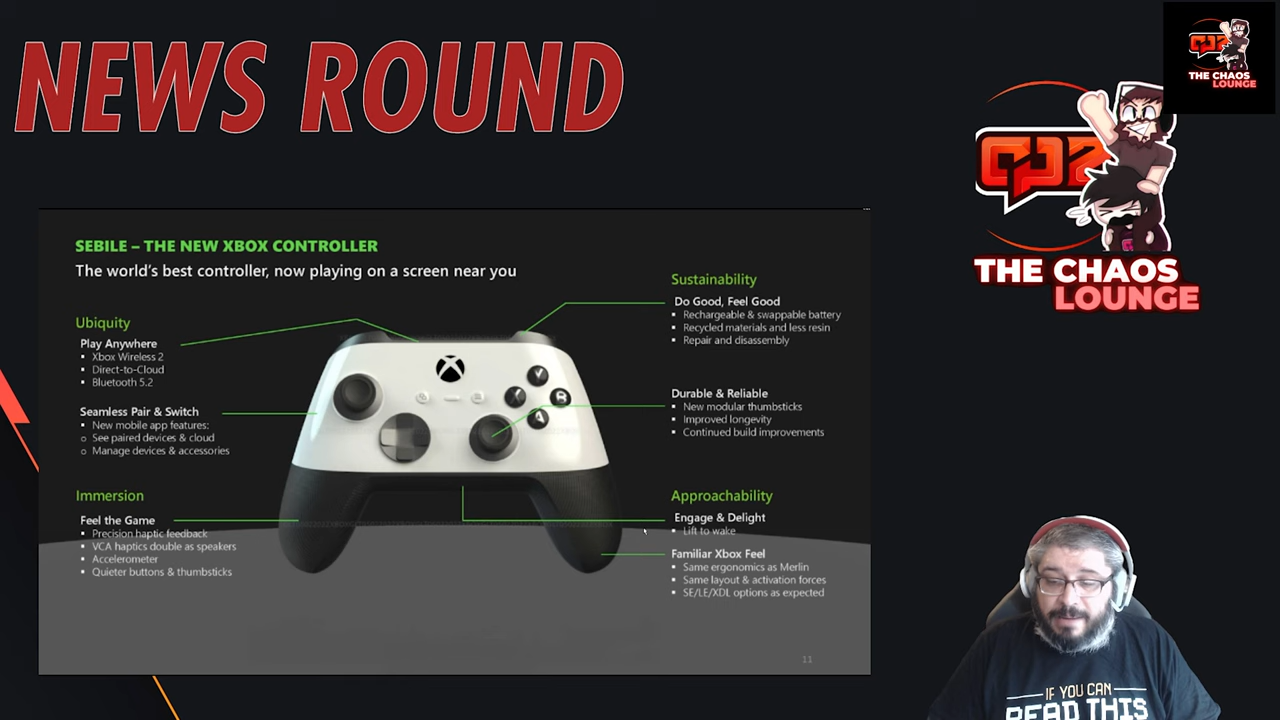 NEWS ROUND
THE CHAOS
LOUNGE
THE CHAOS
LOUNGE
SEBILE – THE NEW XBOX CONTROLLER
The world's best controller, now playing on a screen near you
Ubiquity
Play Anywhere
▪ Xbox Wireless 2
▪ Direct-to-Cloud
▪ Bluetooth 5.2
Seamless Pair & Switch
▪ New mobile app features:
o See paired devices & cloud
o Manage devices & accessories
Immersion
Feel the Game
▪ Precision haptic feedback
▪ VCA haptics double as speakers
▪ Accelerometer
▪ Quieter buttons & thumbsticks
Y
B
A
Sustainability
Do Good, Feel Good
▪ Rechargeable & swappable battery
▪ Recycled materials and less resin
▪ Repair and disassembly
Durable & Reliable
▪ New modular thumbsticks
▪ Improved longevity
▪ Continued build improvements
Approachability
Engage & Delight
▪ Lift to wake
Familiar Xbox Feel
▪ Same ergonomics as Merlin
▪ Same layout & activation forces
▪ SE/LE/XDL options as expected
11
IF YOU CAN
READ THIS